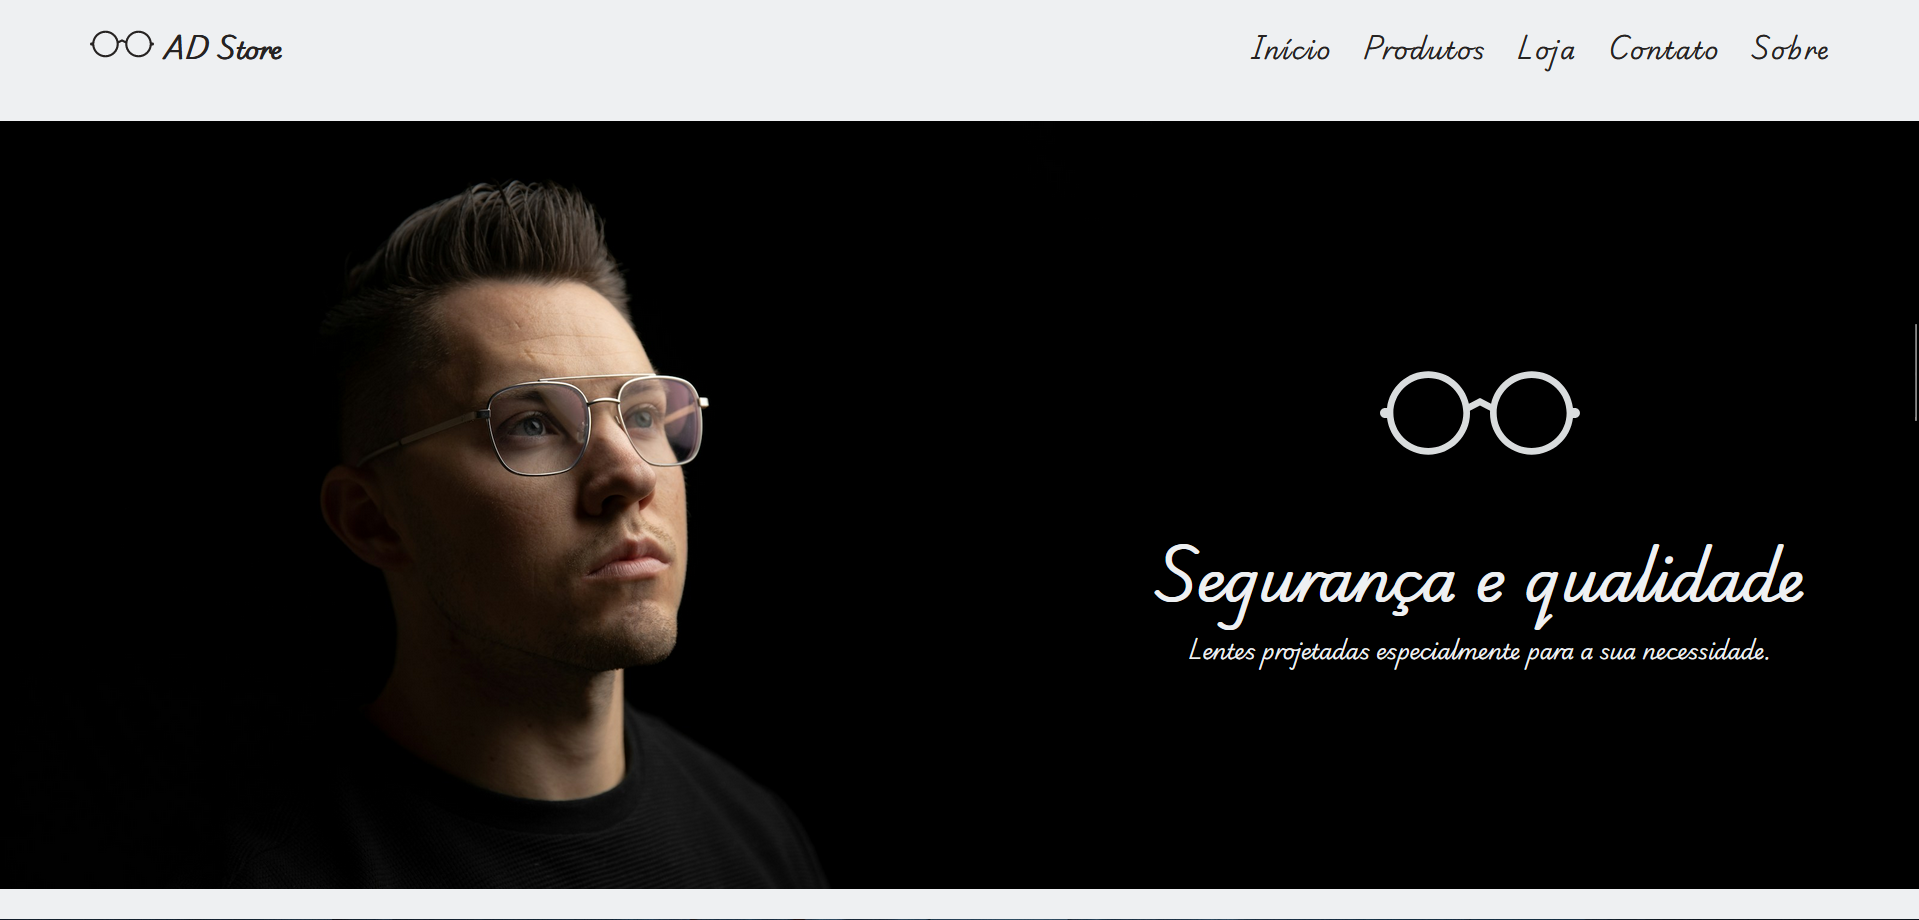 AD Store
Início Produtos Loja Contato Sobre
Segurança e qualidade
Lentes projetadas especialmente para a sua necessidade.